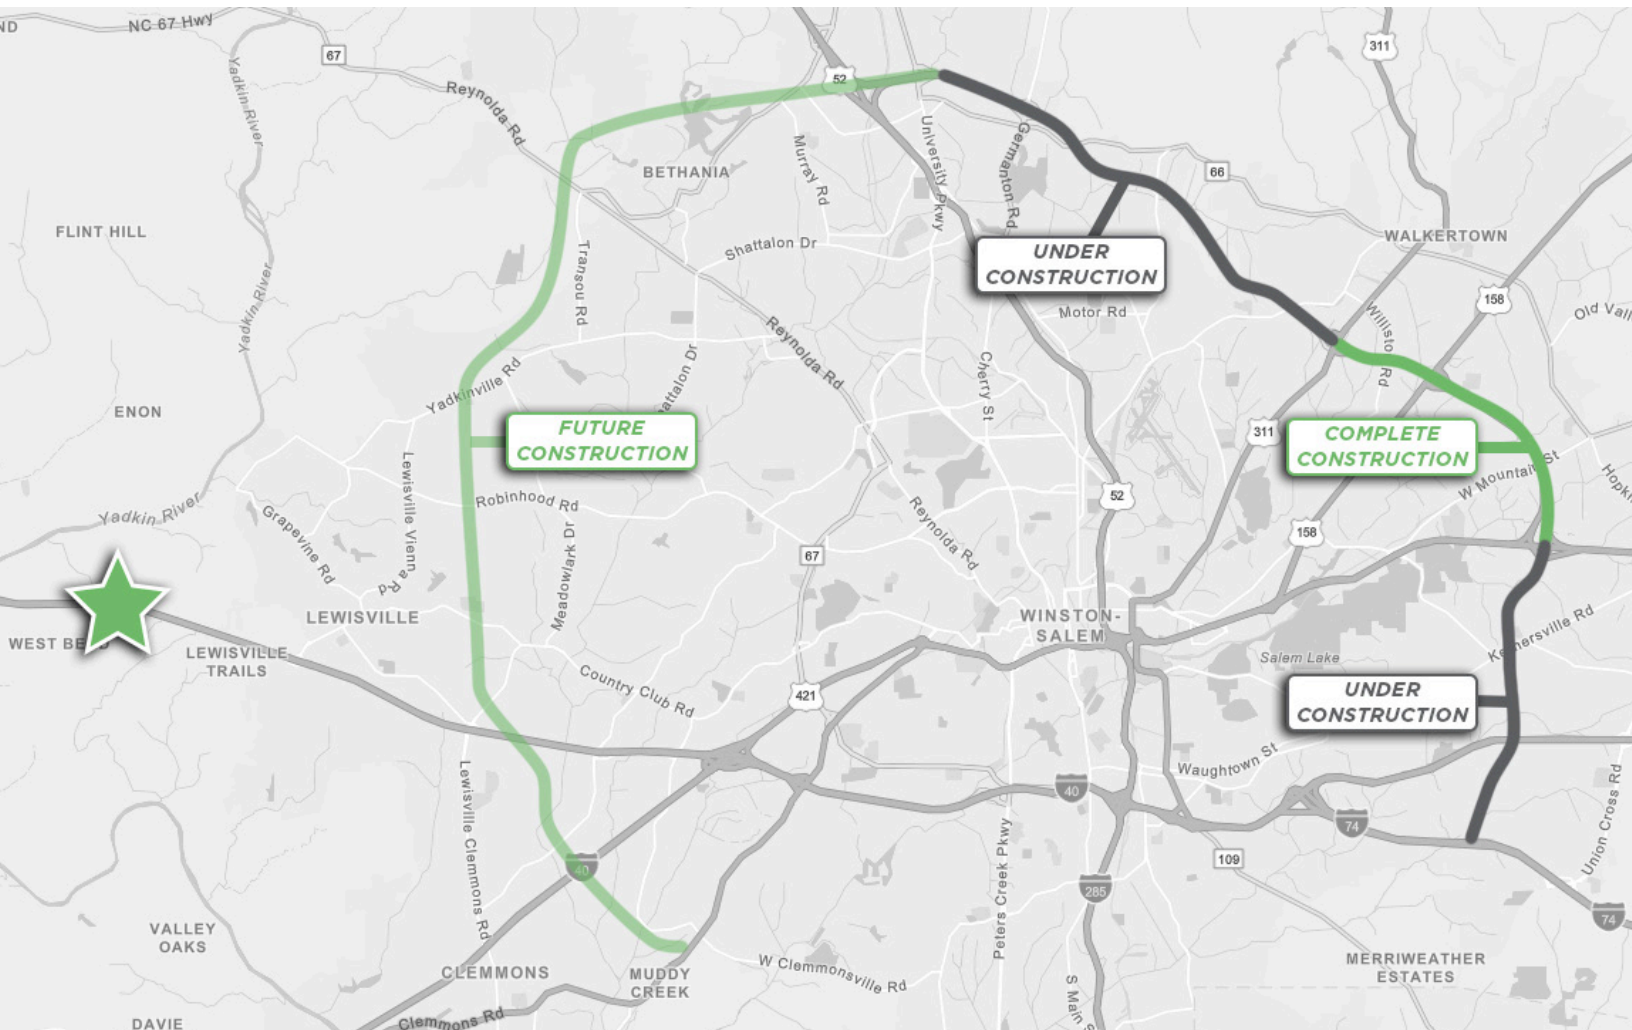 ND
NC 67 Hwy
67
Yadkin River
Reynolda Rd
52
311
University Pkwy
Germanton Rd
Murray Rd
BETHANIA
66
FLINT HILL
Shattalon Dr
Transou Rd
UNDER
CONSTRUCTION
WALKERTOWN
158
Old Vall
Yadkin River
Motor Rd
Reynolda Rd
Cherry St
attalon Dr
Yadkinville Rd
ENON
FUTURE
CONSTRUCTION
311
COMPLETE
CONSTRUCTION
W Mountain St
Lewisville Vienna Rd
Robinhood Rd
52
Yadkin River
Grapevine Rd
Meadowlark Dr
67
Reynolda Rd
158
WEST
LEWISVILLE
LEWISVILLE
TRAILS
WINSTON-
SALEM
Salem Lake
Country Club Rd
421
UNDER
CONSTRUCTION
Waughtown St
40
74
Lewisville Clemmons Rd
Peters Creek Pkwy
Union Cross Rd
40
109
285
74
VALLEY
OAKS
CLEMMONS
MUDDY
CREEK
W Clemmonsville Rd
S Main S
MERRIWEATHER
ESTATES
Clemmons Rd
DAVIE